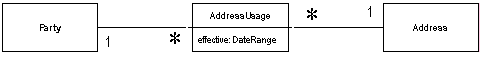 Party
1
*
AddressUsage
effective: DateRange
*
1
Address